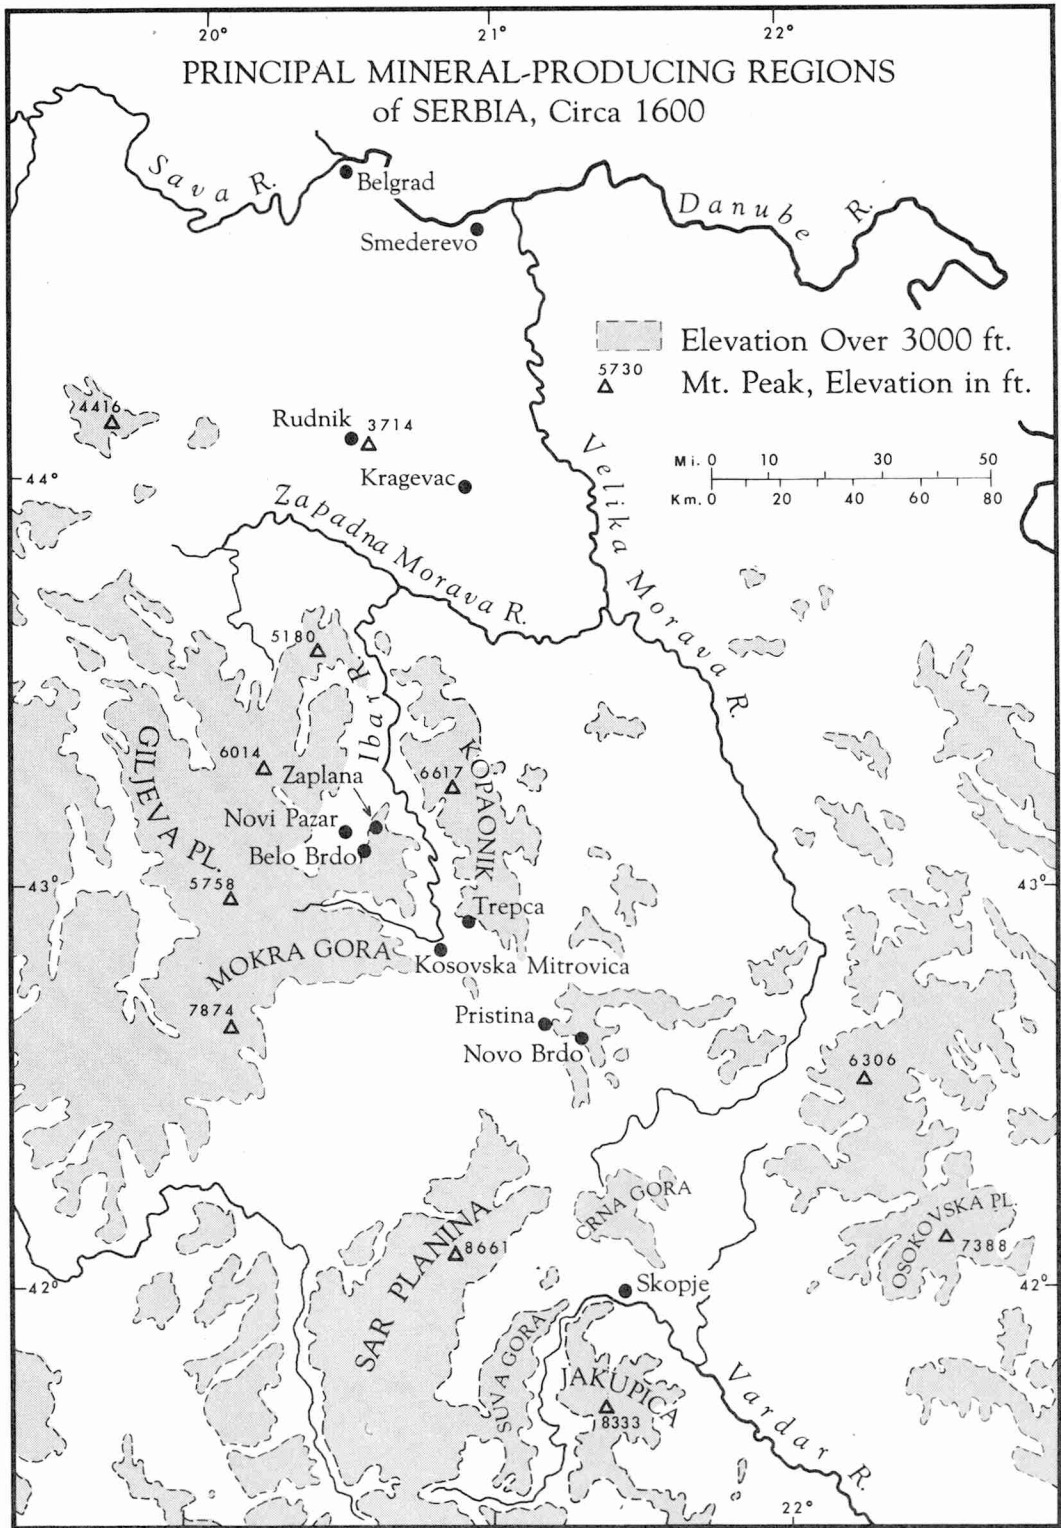 20°
21°
22°
PRINCIPAL MINERAL-PRODUCING REGIONS
of SERBIA, Circa 1600
Sava R.
Belgrad
Danube R.
Smederevo
Elevation Over 3000 ft.
5730
Mt. Peak, Elevation in ft.
4416
Rudnik
3714
Kragevac
Mi. 0 10 30 50
Km. 0 20 40 60 80
44°
Zapadna Morava R.
Velika Morava R.
5180
Ibar R.
GILJEVA PL.
6014
Zaplana
6617
KOPAONIK
Novi Pazar
Belo Brdo
43°
43°
5758
Trepca
MOKRA GORA
Kosovska Mitrovica
7874
Pristina
Novo Brdo
6306
CRNA GORA
OSOKOVSKA PL.
7388
SAR PLANINA
8661
42°
42°
Skopje
SUVA GORA
JAKUPICA
8333
Vardar R.
20°
21°
22°